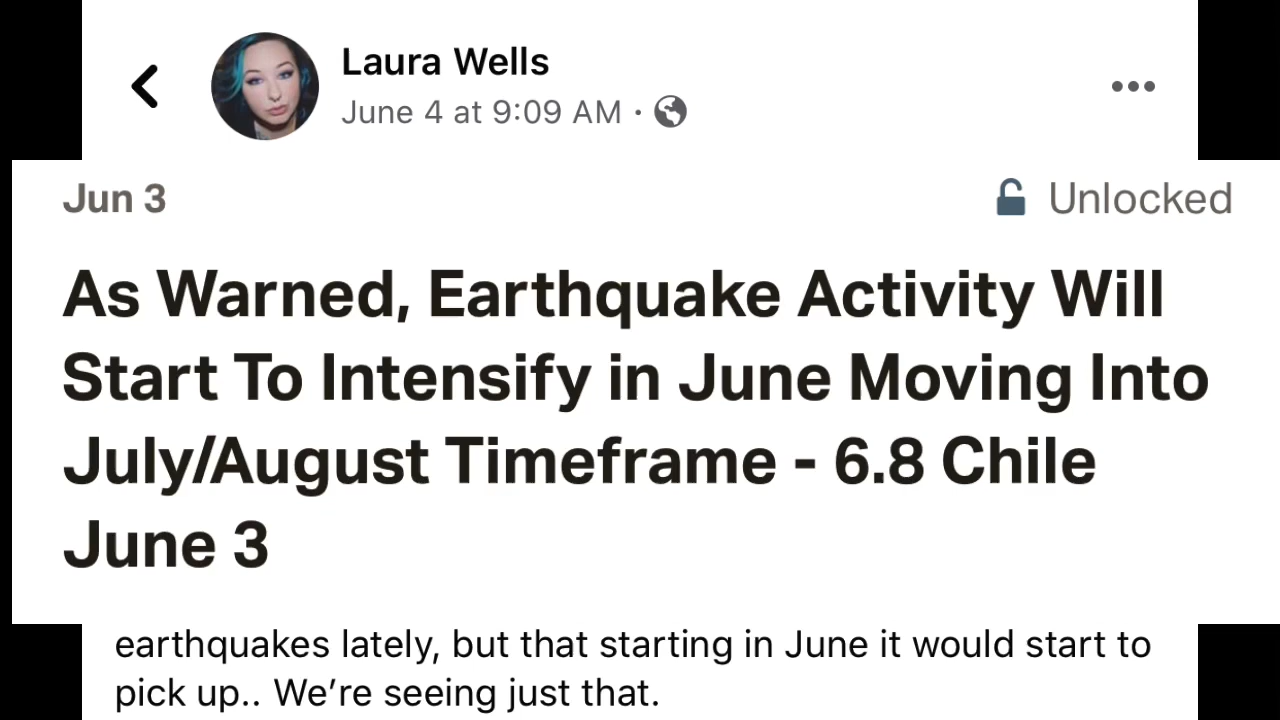 Laura Wells
June 4 at 9:09 AM ·
Jun 3
Unlocked
As Warned, Earthquake Activity Will
Start To Intensify in June Moving Into
July/August Timeframe - 6.8 Chile
June 3
earthquakes lately, but that starting in June it would start to
pick up.. We’re seeing just that.